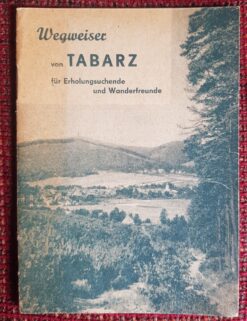 Wegweiser
von TABARZ
für Erholungsuchende
und Wanderfreunde